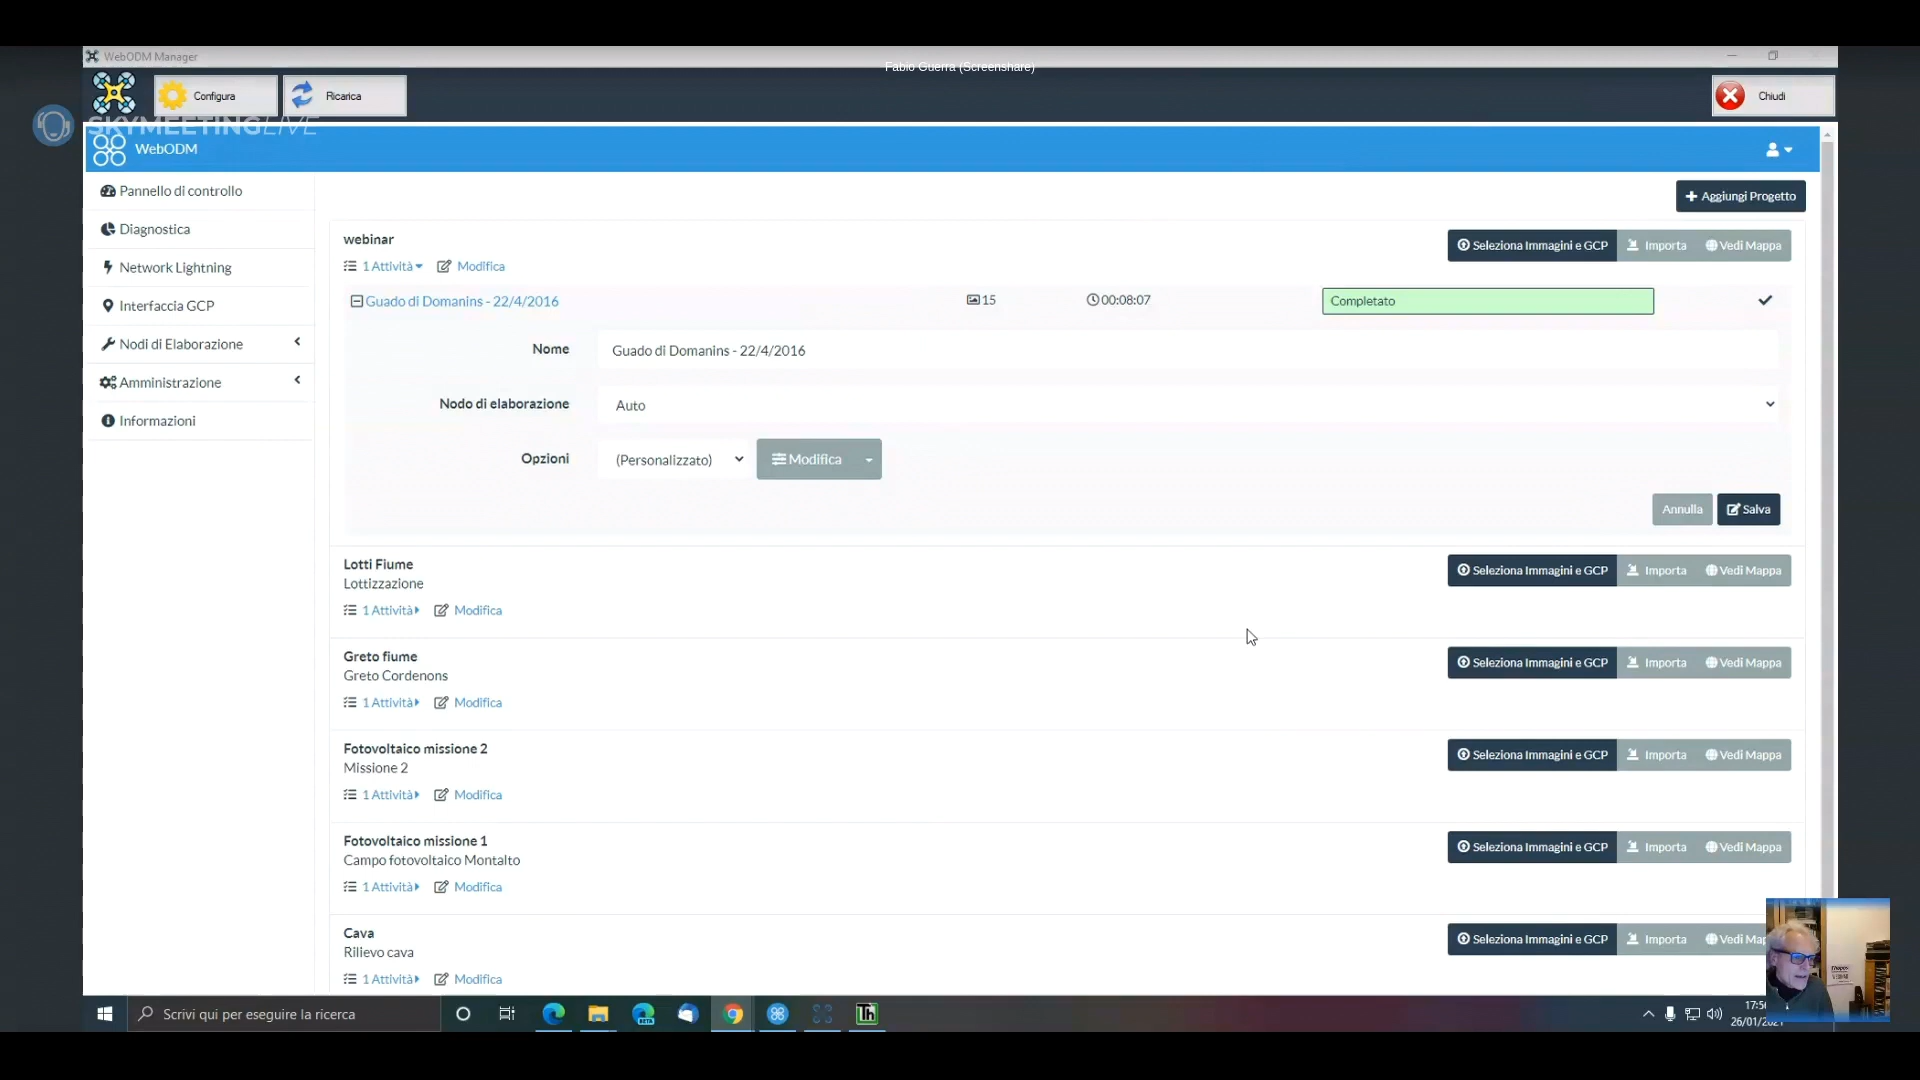 WebODM Manager
Fabio Guerra (Screenshare)
Configura
Ricarica
Chiudi
SKYMEETINGLIVE
WebODM
Pannello di controllo
Diagnostica
Network Lightning
Interfaccia GCP
Nodi di Elaborazione
Amministrazione
Informazioni
Aggiungi Progetto
webinar
Seleziona Immagini e GCP Importa Vedi Mappa
1 Attività Modifica
Guado di Domanins - 22/4/2016 15 00:08:07 Completato
Nome Guado di Domanins - 22/4/2016
Nodo di elaborazione Auto
Opzioni (Personalizzato) Modifica
Annulla Salva
Lotti Fiume
Lottizzazione
Seleziona Immagini e GCP Importa Vedi Mappa
1 Attività Modifica
Greto fiume
Greto Cordenons
Seleziona Immagini e GCP Importa Vedi Mappa
1 Attività Modifica
Fotovoltaico missione 2
Missione 2
Seleziona Immagini e GCP Importa Vedi Mappa
1 Attività Modifica
Fotovoltaico missione 1
Campo fotovoltaico Montalto
Seleziona Immagini e GCP Importa Vedi Mappa
1 Attività Modifica
Cava
Rilievo cava
Seleziona Immagini e GCP Importa Vedi
1 Attività Modifica
Scrivi qui per eseguire la ricerca
Th